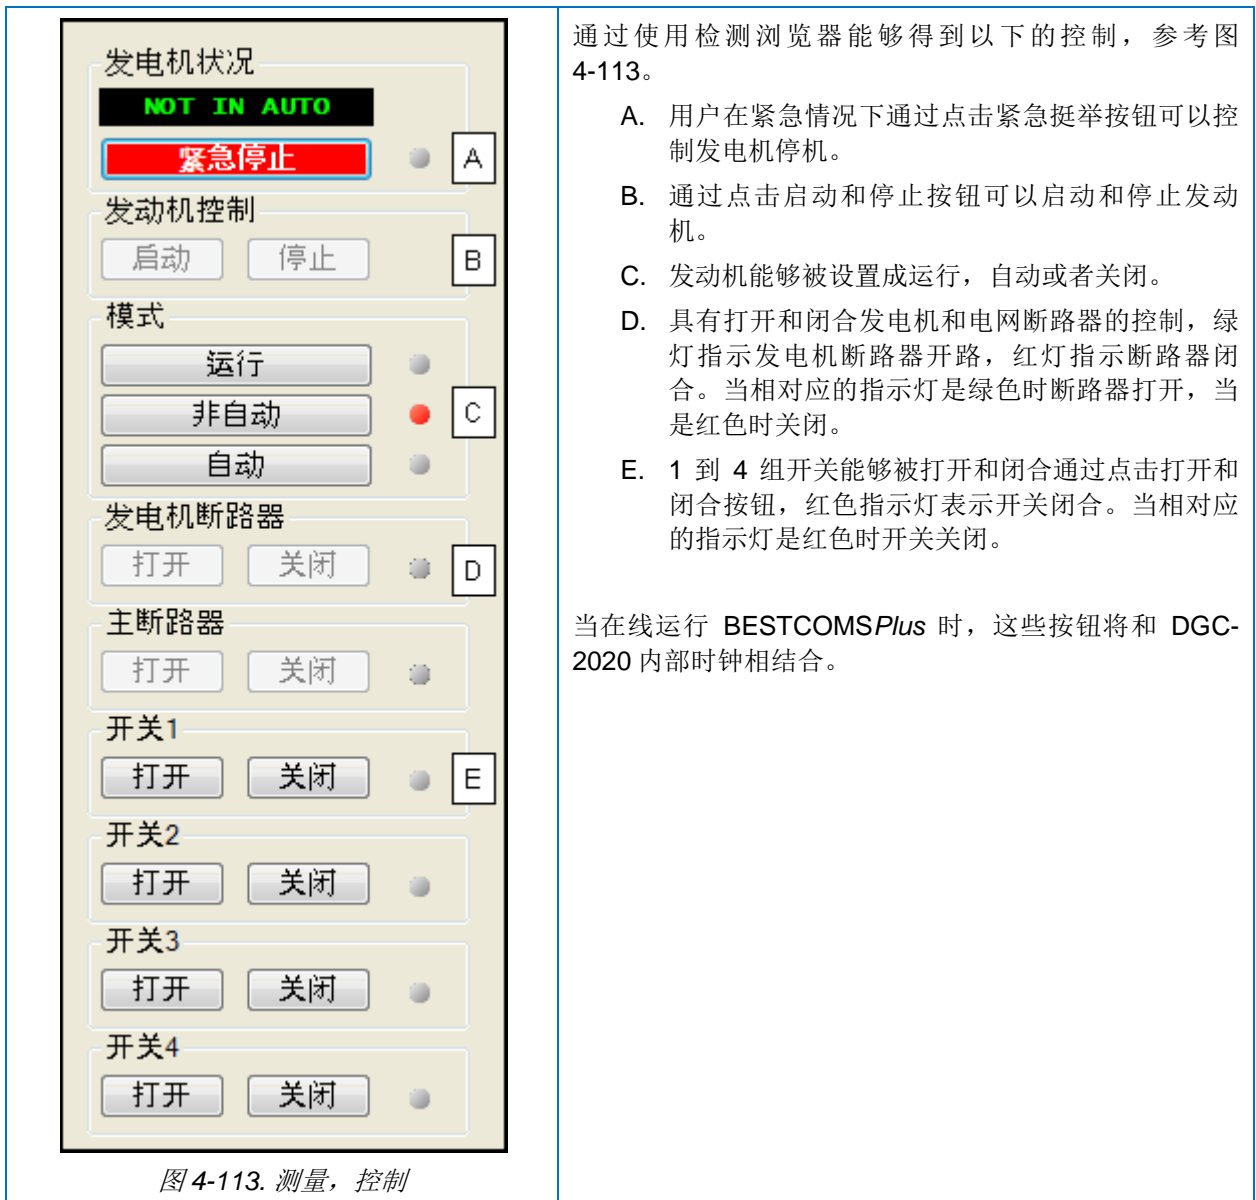 发电机状况
NOT IN AUTO
紧急停止
A
发动机控制
启动 停止
B
模式
运行
非自动
C
自动
发电机断路器
打开 关闭
D
主断路器
打开 关闭
开关1
打开 关闭
E
开关2
打开 关闭
开关3
打开 关闭
开关4
打开 关闭
图 4-113. 测量，控制
通过使用检测浏览器能够得到以下的控制，参考图
4-113。
A. 用户在紧急情况下通过点击紧急挺举按钮可以控
制发电机停机。
B. 通过点击启动和停止按钮可以启动和停止发动
机。
C. 发动机能够被设置成运行，自动或者关闭。
D. 具有打开和闭合发电机和电网断路器的控制，绿
灯指示发电机断路器开路，红灯指示断路器闭
合。当相对应的指示灯是绿色时断路器打开，当
是红色时关闭。
E. 1 到 4 组开关能够被打开和闭合通过点击打开和
闭合按钮，红色指示灯表示开关闭合。当相对应
的指示灯是红色时开关关闭。
当在线运行 BESTCOMSPlus 时，这些按钮将和 DGC-
2020 内部时钟相结合。